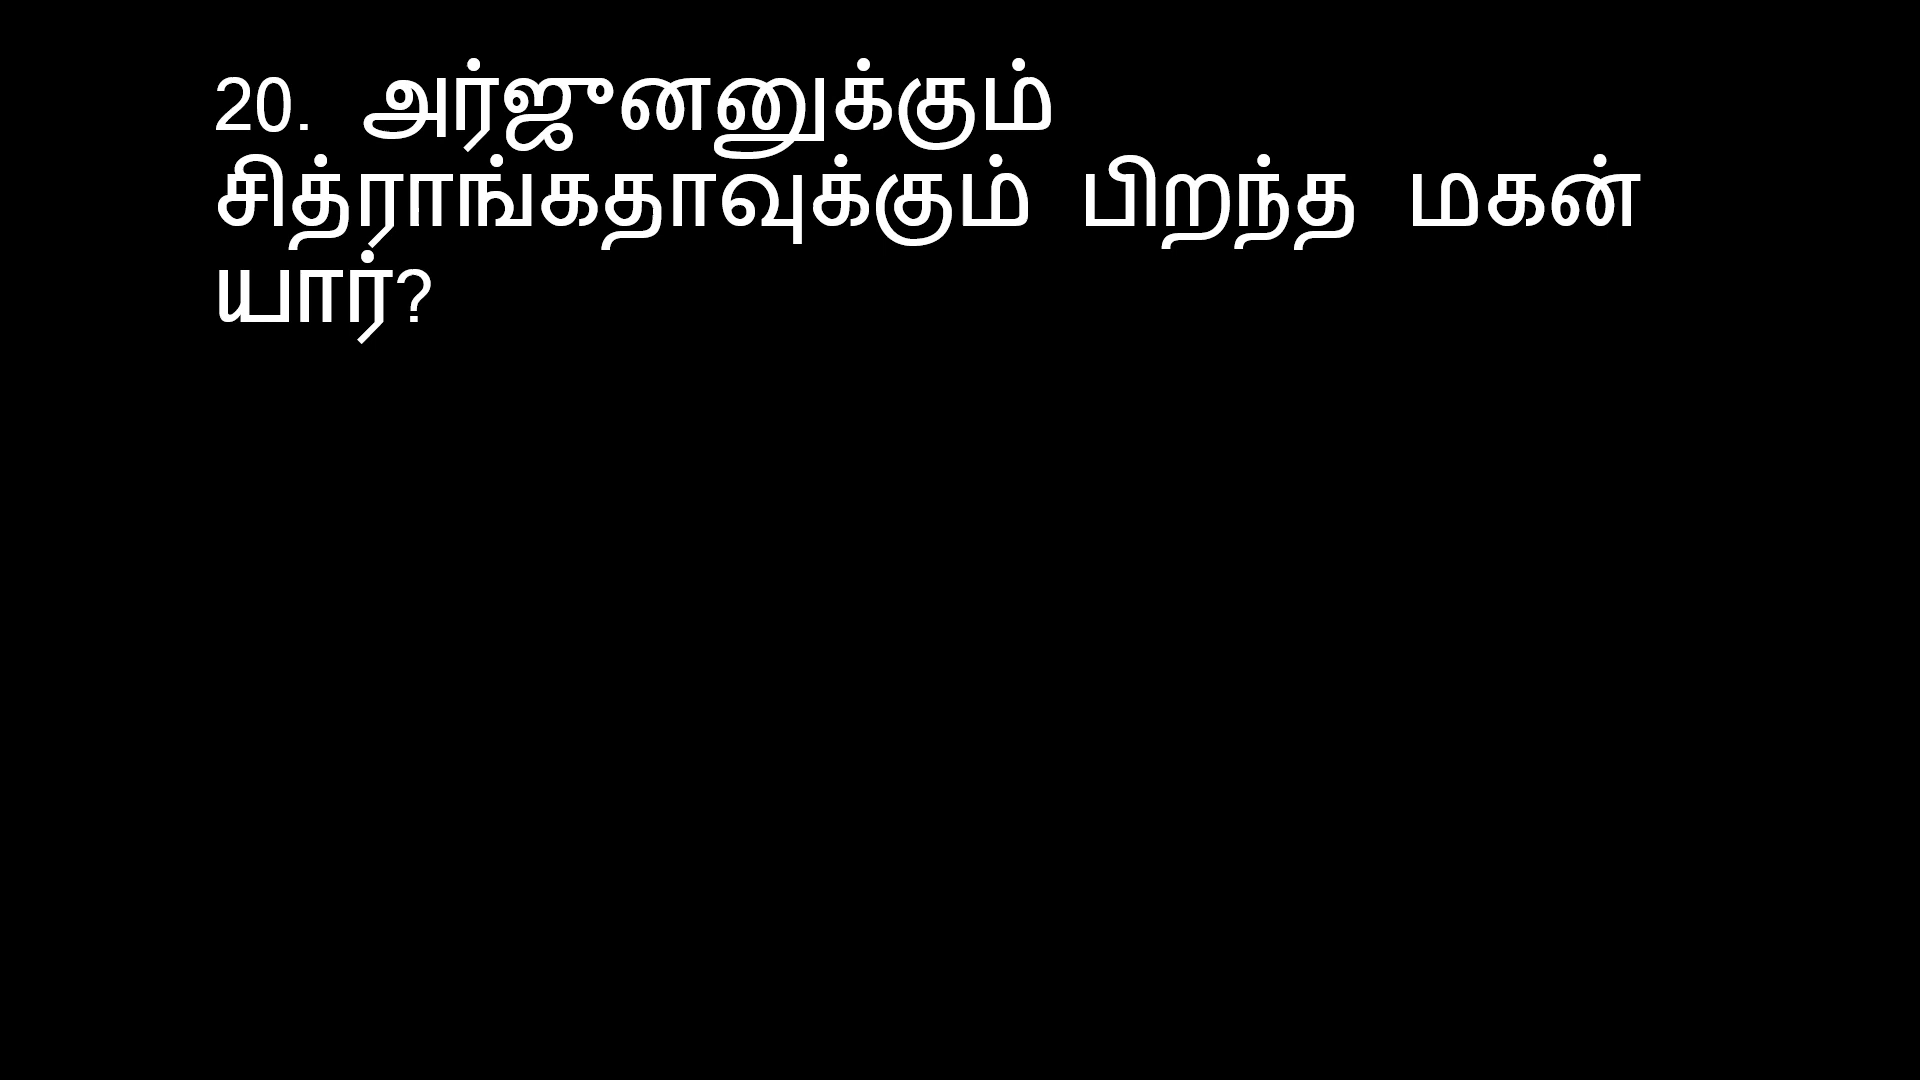 20. அர்ஜுனனுக்கும்
சித்ராங்கதாவுக்கும் பிறந்த மகன்
யார்?